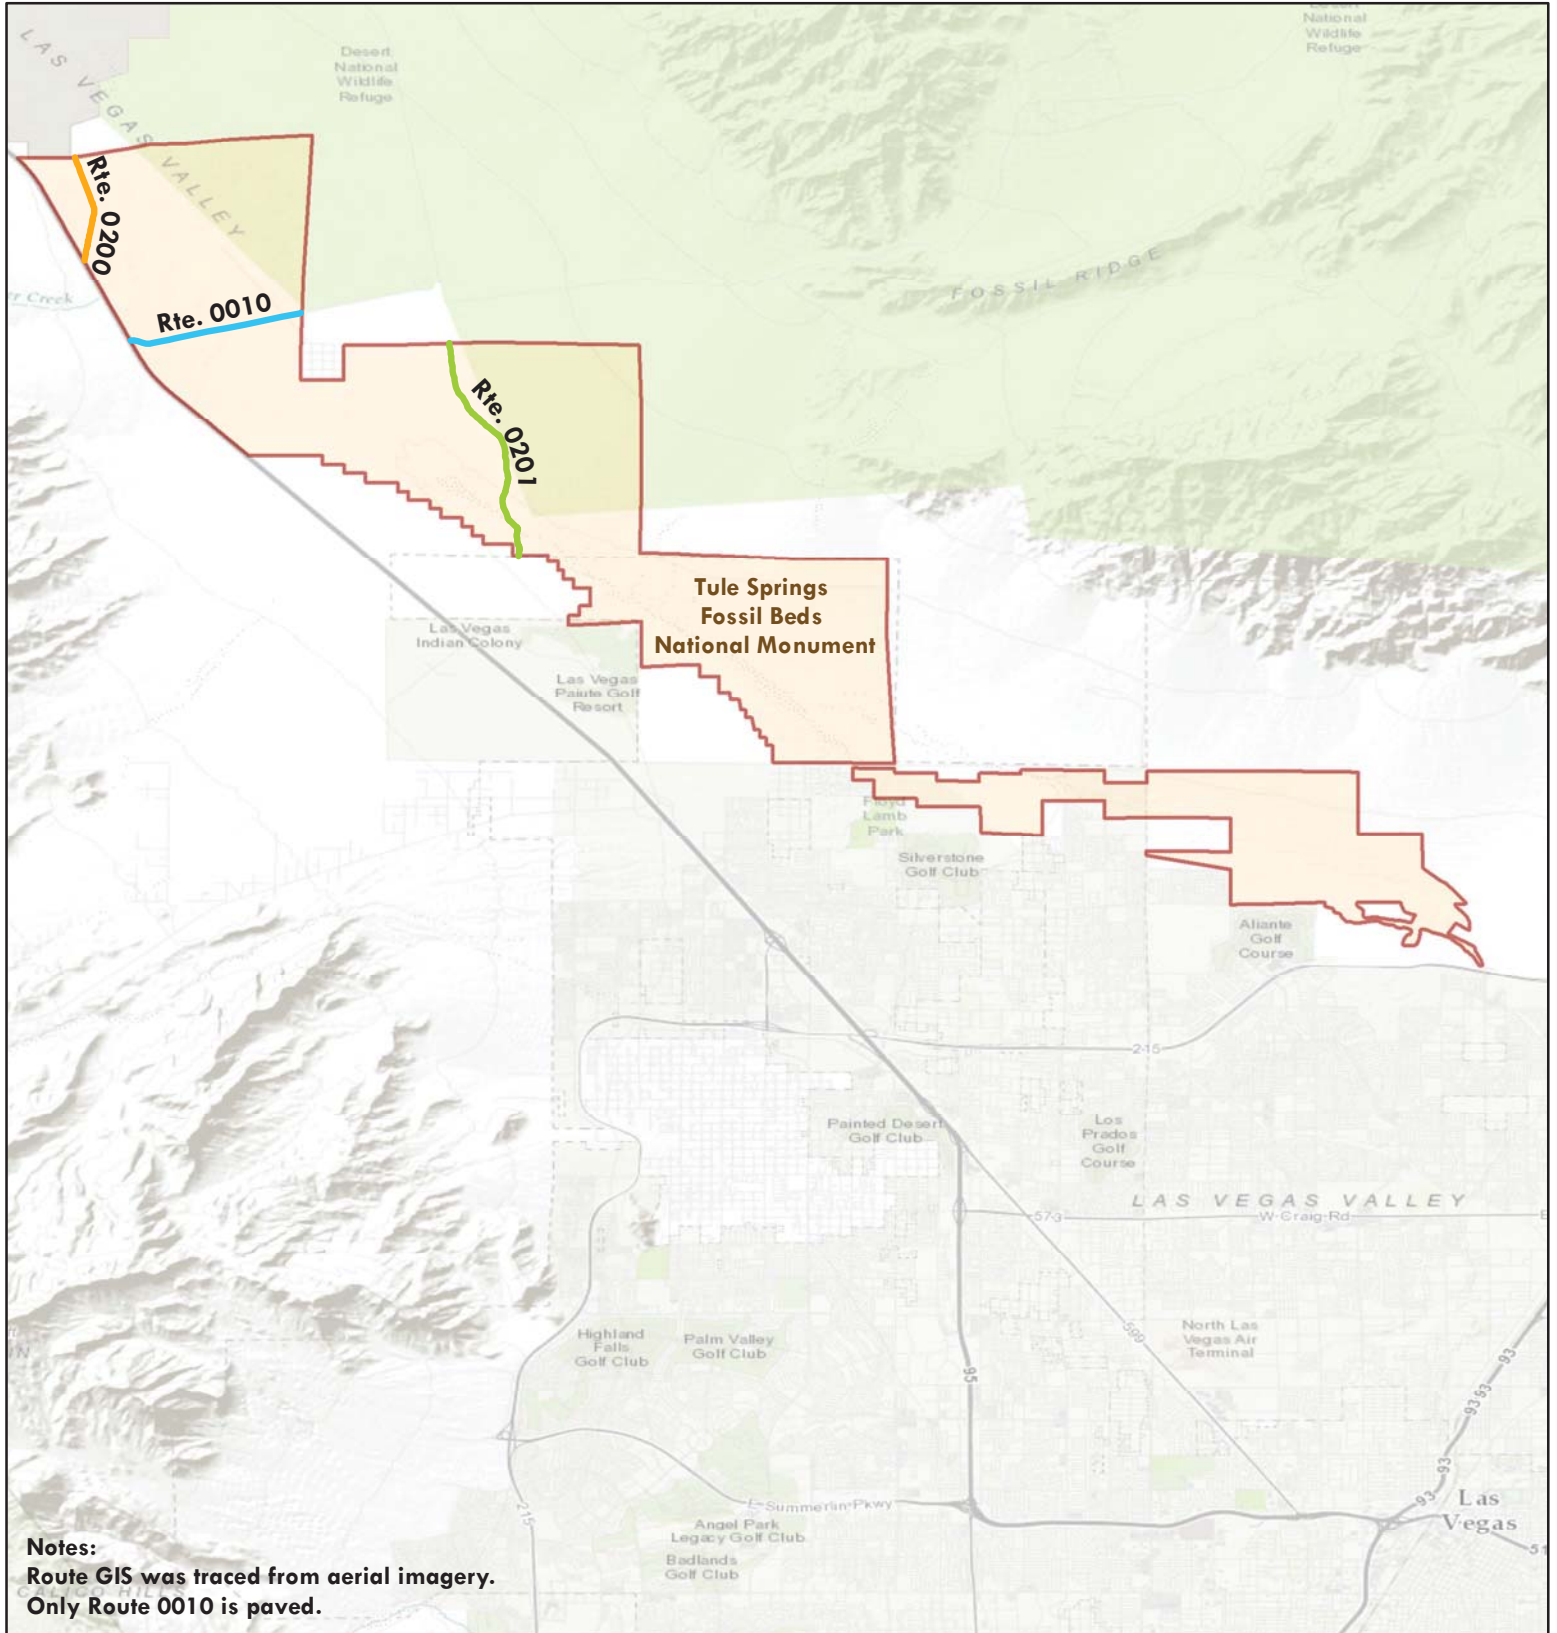 Desert
National
Wildlife
Refuge
National
Wildlife
Refuge
LAS VEGAS VALLEY
Rte. 0200
Creek
Rte. 0010
FOSSIL RIDGE
Rte. 0201
Tule Springs
Fossil Beds
National Monument
Las Vegas
Indian Colony
Las Vegas
Paiute Golf
Resort
Floyd
Lamb
Park
Silverstone
Golf Club
Aliante
Golf
Course
215
Painted Desert
Golf Club
Los
Prados
Golf
Course
LAS VEGAS VALLEY
573
W Craig Rd
599
North Las
Vegas Air
Terminal
Highland
Falls
Golf Club
Palm Valley
Golf Club
95
93
93
93
93
93
Las
Vegas
E Summerlin Pkwy
215
Angel Park
Legacy Golf Club
Badlands
Golf Club
Notes:
Route GIS was traced from aerial imagery.
CALICO HILLS
Only Route 0010 is paved.